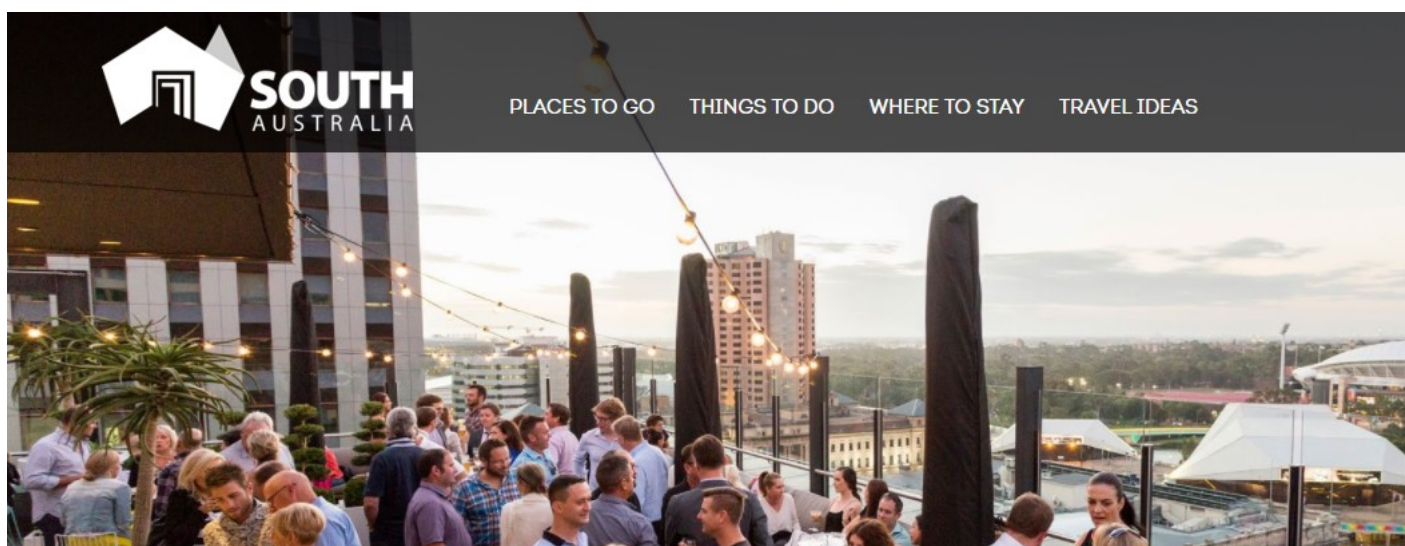 SOUTH
AUSTRALIA
PLACES TO GO THINGS TO DO WHERE TO STAY TRAVEL IDEAS